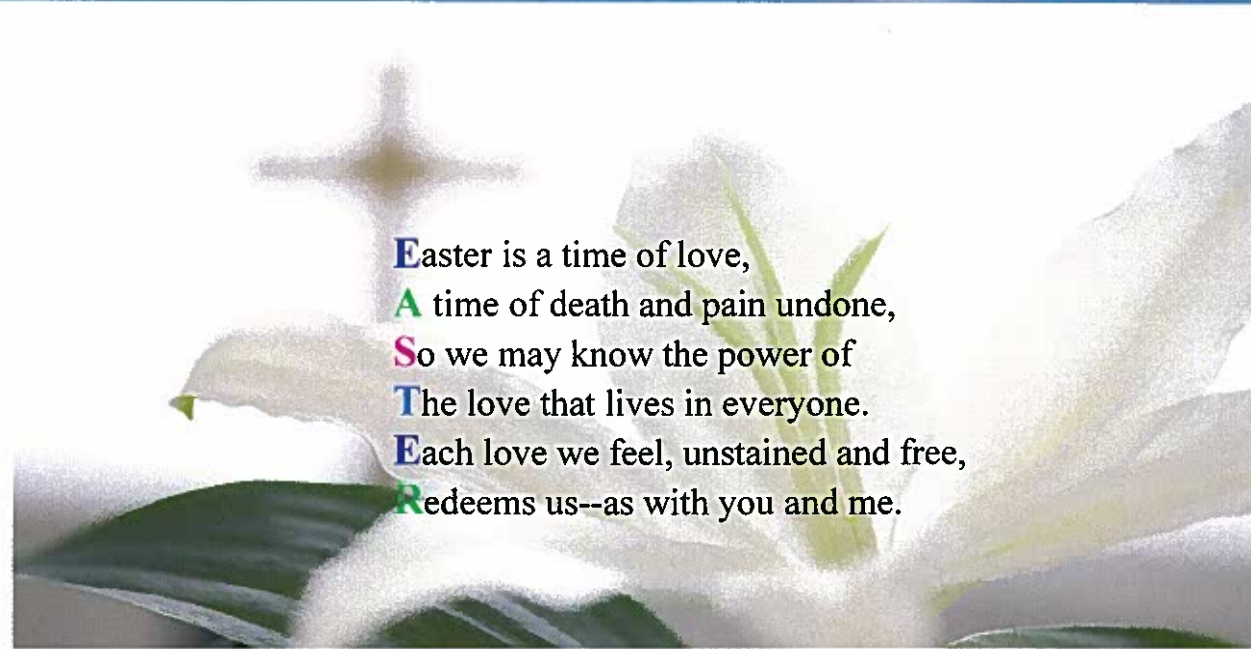 Easter is a time of love,
A time of death and pain undone,
So we may know the power of
The love that lives in everyone.
Each love we feel, unstained and free,
Redeems us--as with you and me.